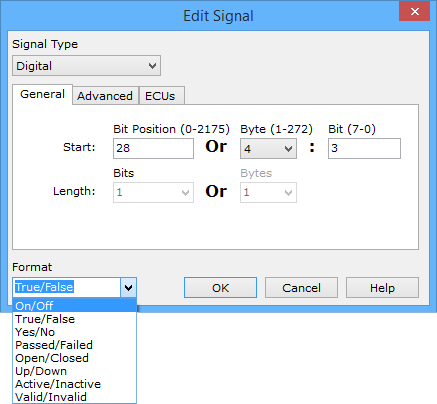 Edit Signal
Signal Type
Digital
General Advanced ECUs
Bit Position (0-2175) Byte (1-272) Bit (7-0)
Start: 28 Or 4 : 3
Bits Bytes
Length: 1 Or 1
Format
True/False OK Cancel Help
On/Off
True/False
Yes/No
Passed/Failed
Open/Closed
Up/Down
Active/Inactive
Valid/Invalid